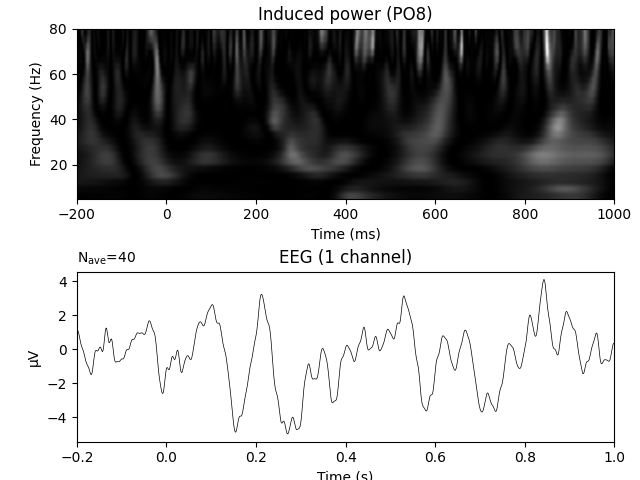 Induced power (PO8)
80
60
40
20
Frequency (Hz)
−200 0 200 400 600 800 1000
Time (ms)
Nave=40
EEG (1 channel)
4
2
0
−2
−4
µV
−0.2 0.0 0.2 0.4 0.6 0.8 1.0
Time (s)